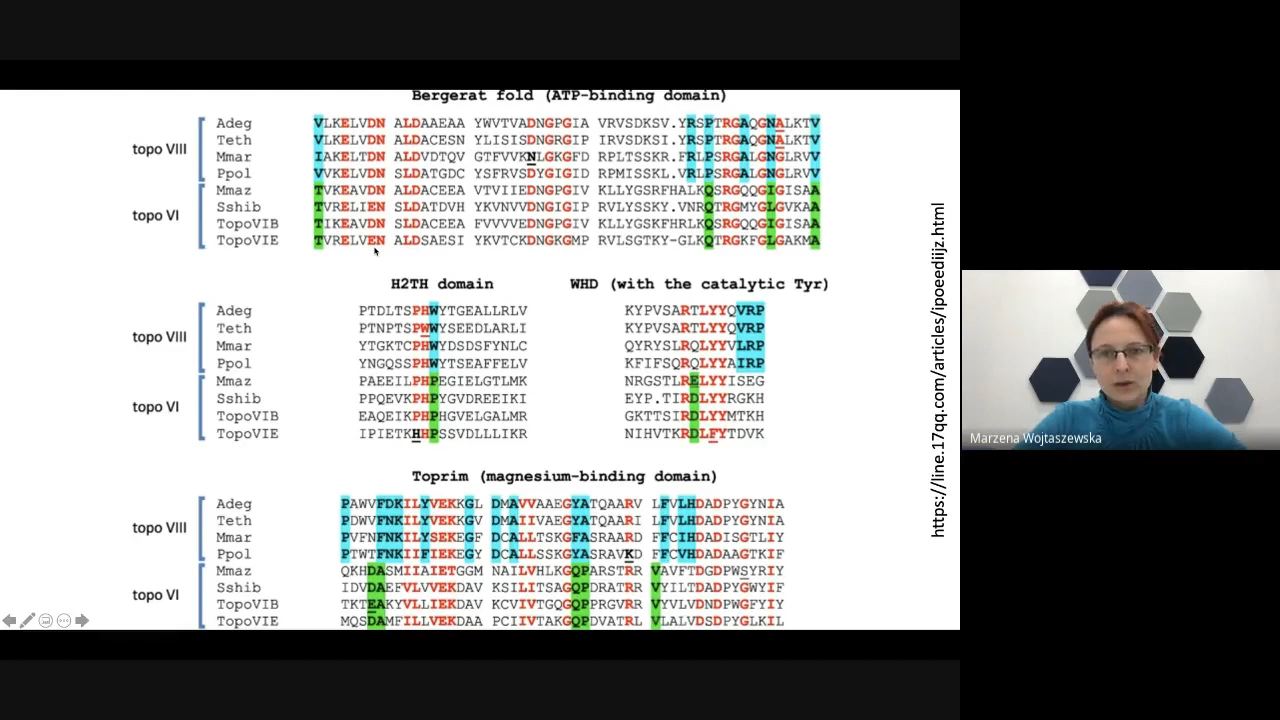 Bergerat fold (ATP-binding domain)
topo VIII
Adeg VLKELVDN ALDAAEAA YWVTVADNGPGIA VRVSDKSV.YRSPTRGAQGNALKTV
Teth VLKELVDN ALDACESN YLISISDNGRGIP YRVSDKCV.YRSPTRGAQGNALKTV
Mmar IAKELTDN ALDVDTQV GTFVVKNLGKGFD RPLTSSKR.FRLPSRGALGNGLRVV
Ppol VVKELVDN SLDATGDC YSFRVSDYGIGID RPMISSKL.VRLPSRGALGNGLRVV
topo VI
Mmaz TVKEAVDN ALDACEEA VTVIIEDNGPGIV KLLYGSRFHALKQSRGQQGIGISAA
Sshib TVRELIEN ATDVH YKVNVVDNGIGIP RVLYSSKY.VNRQTRGMYGLGVKAA
TopoVIB TIKEAVDN ALDACEEA FVVVVEDNGPGIV KLLYGSKFHRLKQSRGQQGIGISAA
TopoVIE TVRELVEN ALDSAESI YKVTCKDNGKGMP RVLSGTKY-GLKQTRGKFGLGAKMA
H2TH domain
WHD (with the catalytic Tyr)
topo VIII
Adeg PTDLTSPHWYTGEALLRLV KYPVSARTLYYQVRP
Teth PTNPTSPWWYSEEDLARLI KYPVSARTLYYQVRP
Mmar YTGKTCPHWYDSDSFYNLC QYRYSLRQLYYVLRP
Ppol YNGQSSPHWYTSEAFFELV KFIFSQRQLYYAIRP
topo VI
Mmaz PAEEILPHPEGIELGTLMK NRGSTLRELYYISEG
Sshib PPQEVKPHPYGVDREEIKI EYP.TIRDLYYRGKH
TopoVIB EAQEIKPHPHGVELGALMR GKTTSIRDLYYMTKH
TopoVIE IPIETKHHPSSVDLLLIKR NIHVTKRDLFYTDVK
Toprim (magnesium-binding domain)
topo VIII
Adeg PAWVFDKILYVEKKGL DMAVVAAEGYATQAARV LFVLHDADPYGYNIA
Teth PDWVFNKILYVEKKGV DMAIIVAEGYATQAARI LFVLHDADPYGYNIA
Mmar PVFNFNKILYSEKEGF DCALLTSKGFASRAARD FFCIHDADISGTLIY
Ppol PTWTFNKIIFIEKEGY DCALLSSKGYASRAVKD FFCVHDADAAGTKIF
topo VI
Mmaz QKHDASMIIAIETGGM NAILVHLKGQPARSTRR VAVFTDGDPWSYRIY
Sshib IDVDAEFVLVVEKDAV KSILITSAGQPDRATRR VYILTDADPYGWYIF
TopoVIB TKTEAKYVLLIEKDAV KCVIVTGQGQPPRGVRR VYVLVDNDPWGFYIY
TopoVIE MQSDAMFILLVEKDAA PCIIVTAKGQPDVATRL VLALVDSDPYGLKIL
https://line.17qq.com/articles/ipoeediijz.html
Marzena Wojtaszewska